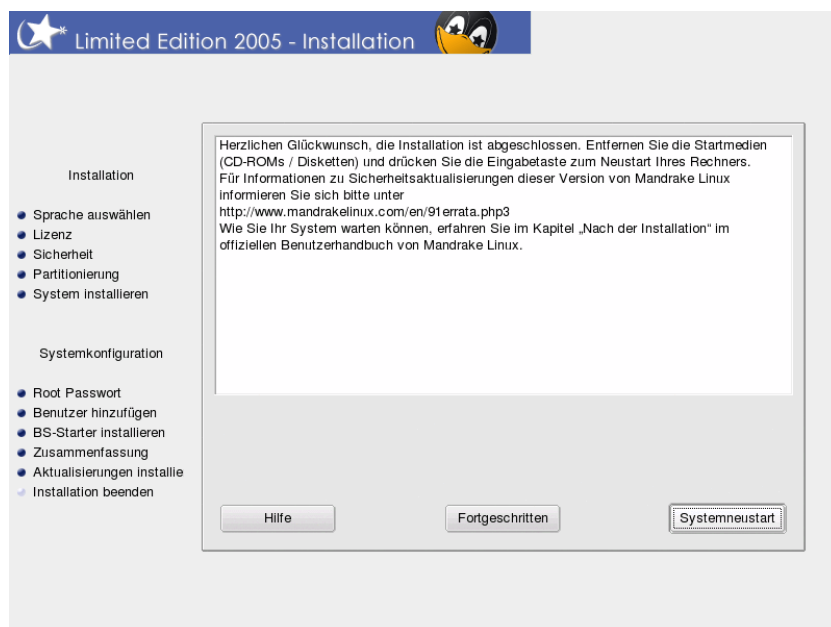 Limited Edition 2005 - Installation
Herzlichen Glückwunsch, die Installation ist abgeschlossen. Entfernen Sie die Startmedien
(CD-ROMs / Disketten) und drücken Sie die Eingabetaste zum Neustart Ihres Rechners.
Für Informationen zu Sicherheitsaktualisierungen dieser Version von Mandrake Linux
informieren Sie sich bitte unter
http://www.mandrakelinux.com/en/91errata.php3
Wie Sie Ihr System warten können, erfahren Sie im Kapitel „Nach der Installation“ im
offiziellen Benutzerhandbuch von Mandrake Linux.
Installation
Sprache auswählen
Lizenz
Sicherheit
Partitionierung
System installieren
Systemkonfiguration
Root Passwort
Benutzer hinzufügen
BS-Starter installieren
Zusammenfassung
Aktualisierungen installie
Installation beenden
Hilfe
Fortgeschritten
Systemneustart